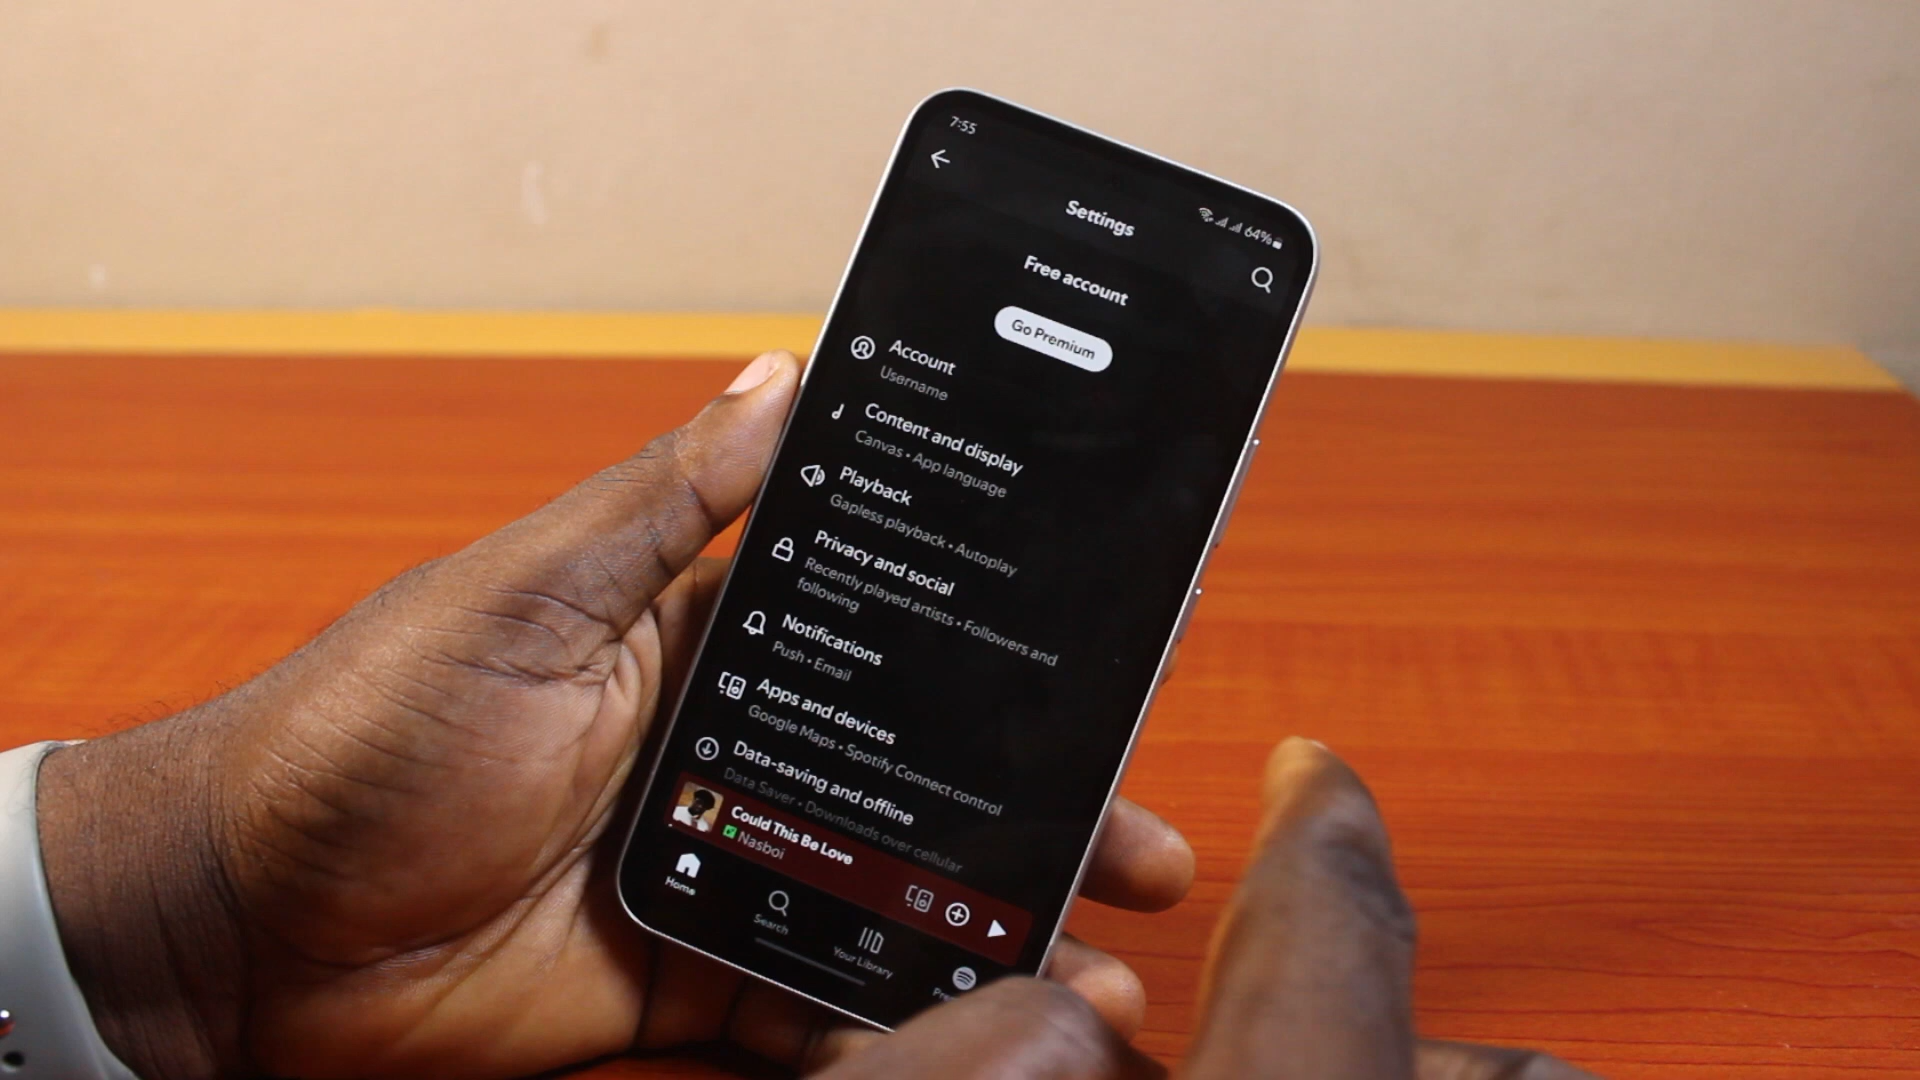 7:55
64%
Settings
Free account
Go Premium
Account
Username
Content and display
Canvas • App language
Playback
Gapless playback • Autoplay
Privacy and social
Recently played artists • Followers and
following
Notifications
Push • Email
Apps and devices
Google Maps • Spotify Connect control
Data-saving and offline
Data Saver • Downloads over cellular
Could This Be Love
Nasboi
Home
Search
Your Library